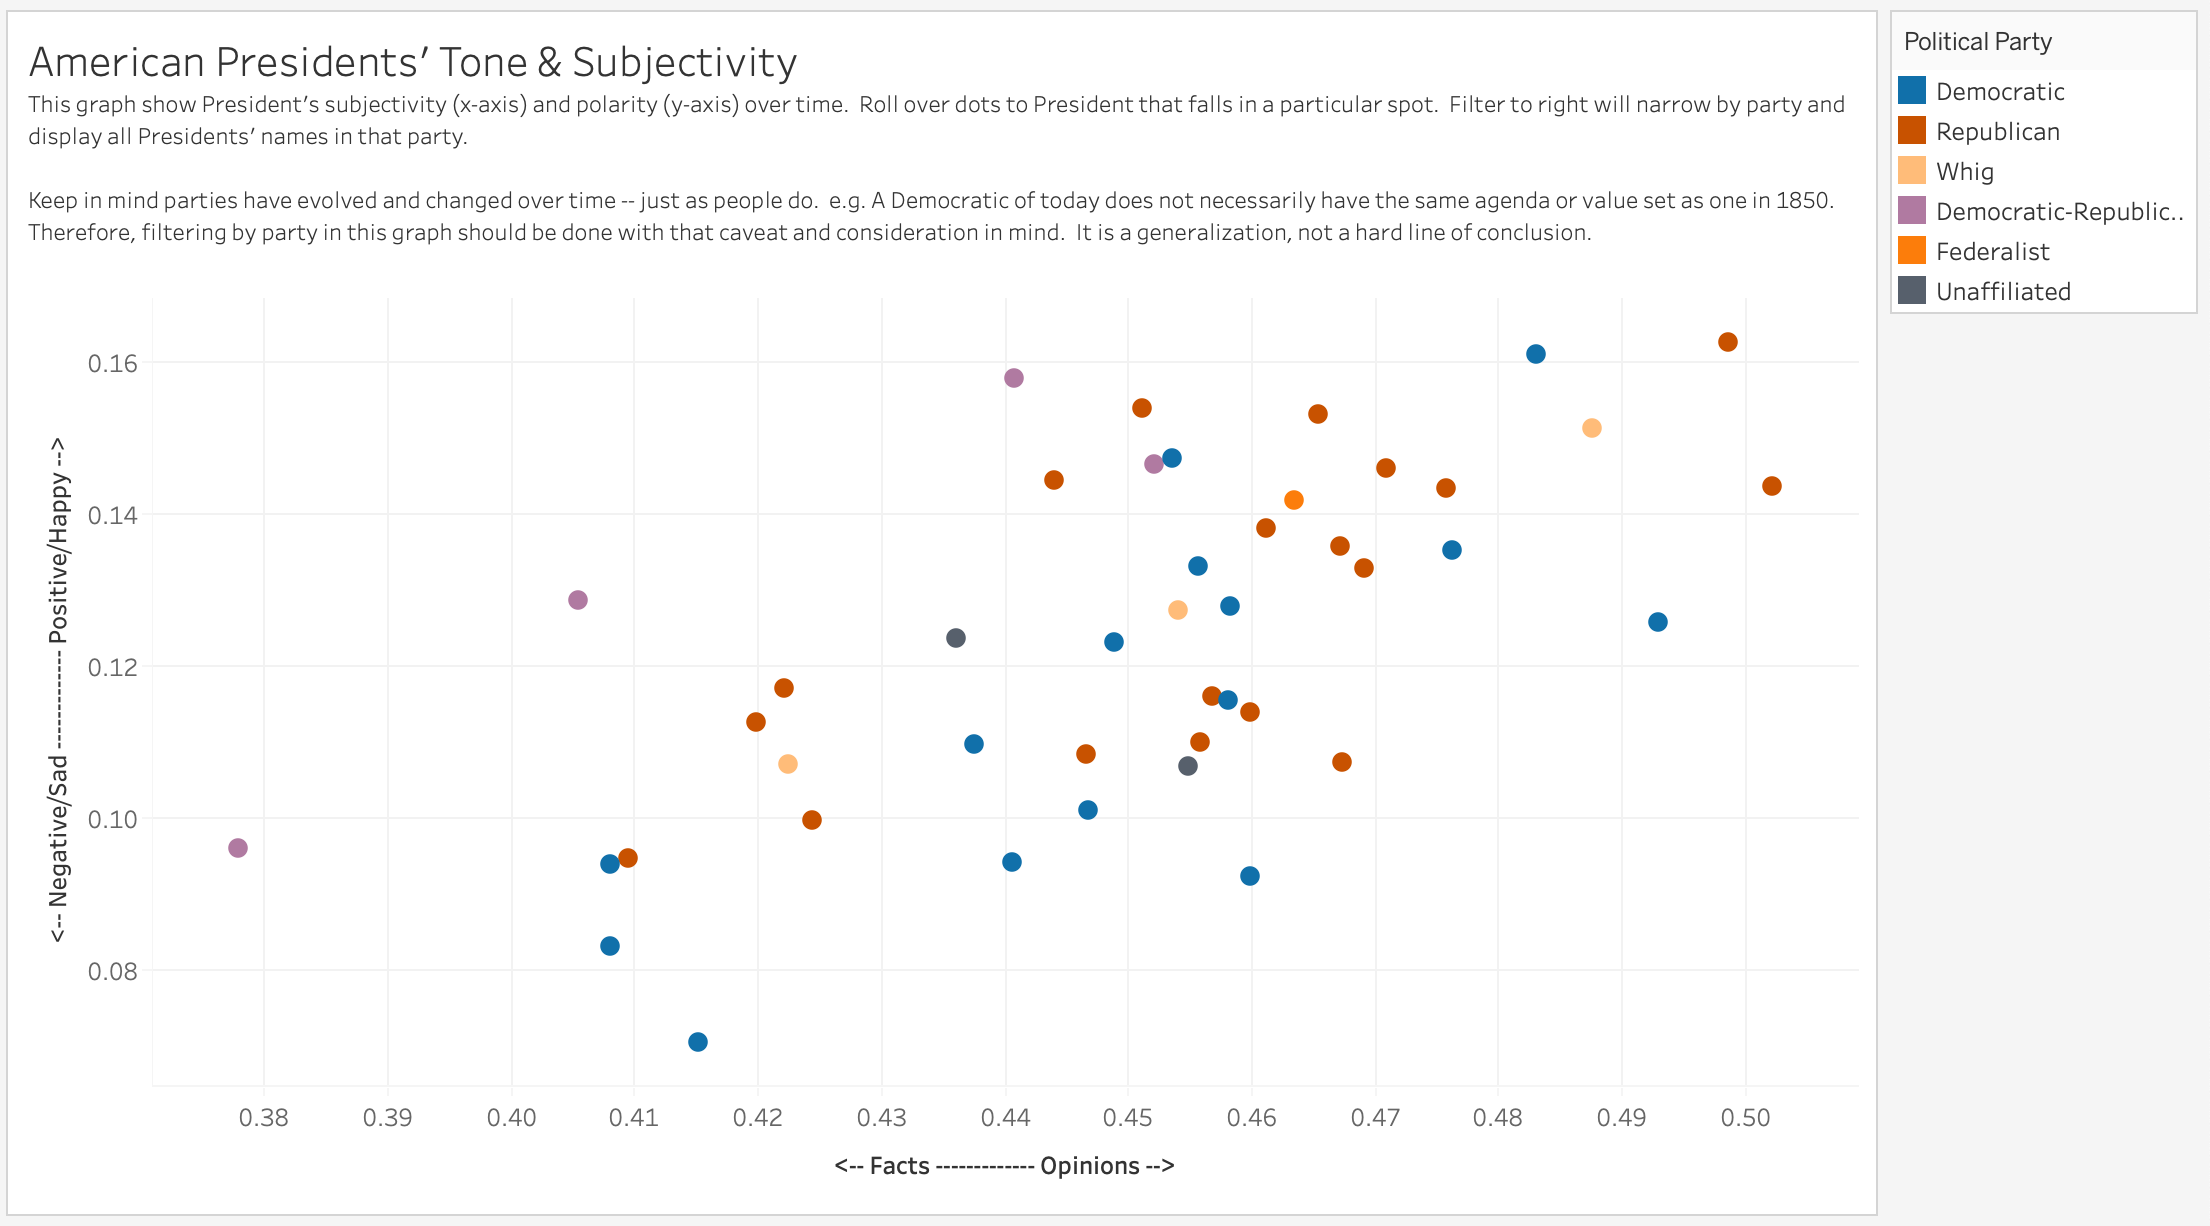 American Presidents' Tone & Subjectivity
This graph show President's subjectivity (x-axis) and polarity (y-axis) over time.  Roll over dots to President that falls in a particular spot.  Filter to right will narrow by party and
display all Presidents' names in that party.
Keep in mind parties have evolved and changed over time -- just as people do.  e.g. A Democratic of today does not necessarily have the same agenda or value set as one in 1850.
Therefore, filtering by party in this graph should be done with that caveat and consideration in mind.  It is a generalization, not a hard line of conclusion.
<-- Negative/Sad ------------- Positive/Happy -->
0.16
0.14
0.12
0.10
0.08
0.38 0.39 0.40 0.41 0.42 0.43 0.44 0.45 0.46 0.47 0.48 0.49 0.50
<-- Facts ------------- Opinions -->
Political Party
Democratic
Republican
Whig
Democratic-Republic..
Federalist
Unaffiliated